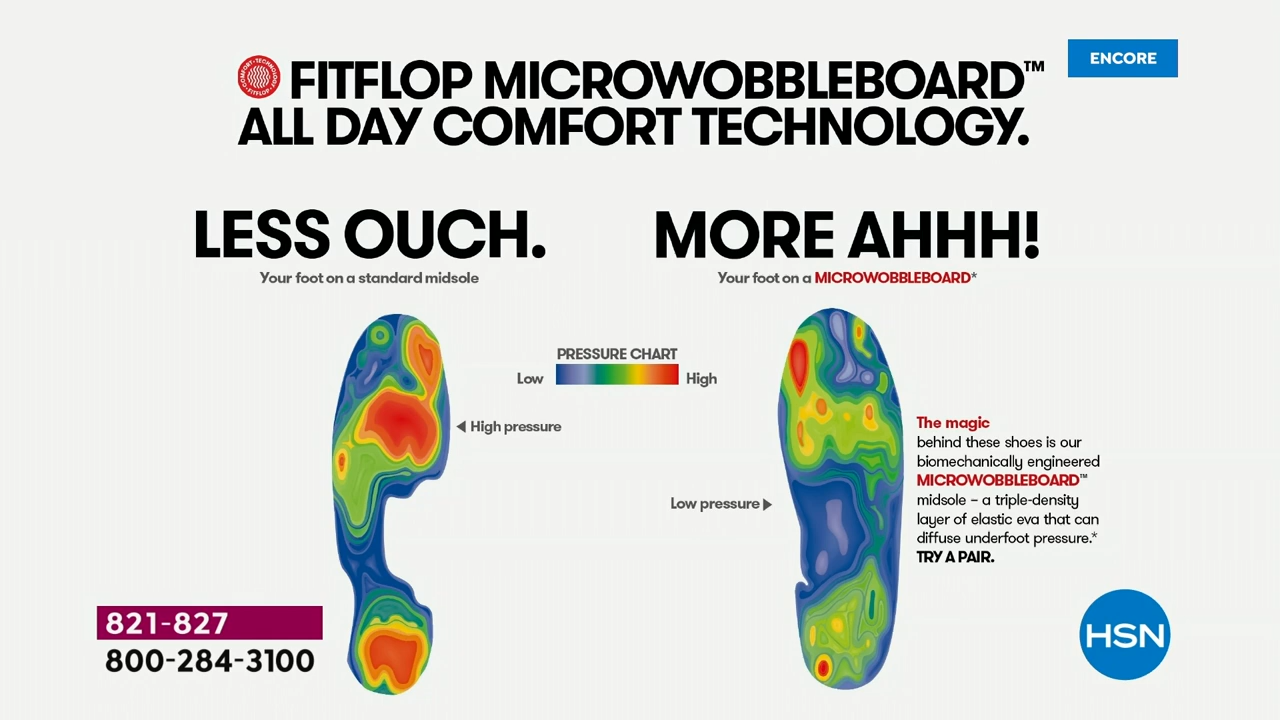 FITFLOP MICROWOBBLEBOARD™
ALL DAY COMFORT TECHNOLOGY.
ENCORE
LESS OUCH.
Your foot on a standard midsole
MORE AHHH!
Your foot on a MICROWOBBLEBOARD*
PRESSURE CHART
Low
High
High pressure
Low pressure
The magic
behind these shoes is our
biomechanically engineered
MICROWOBBLEBOARD™
midsole – a triple-density
layer of elastic eva that can
diffuse underfoot pressure.*
TRY A PAIR.
821-827
800-284-3100
HSN